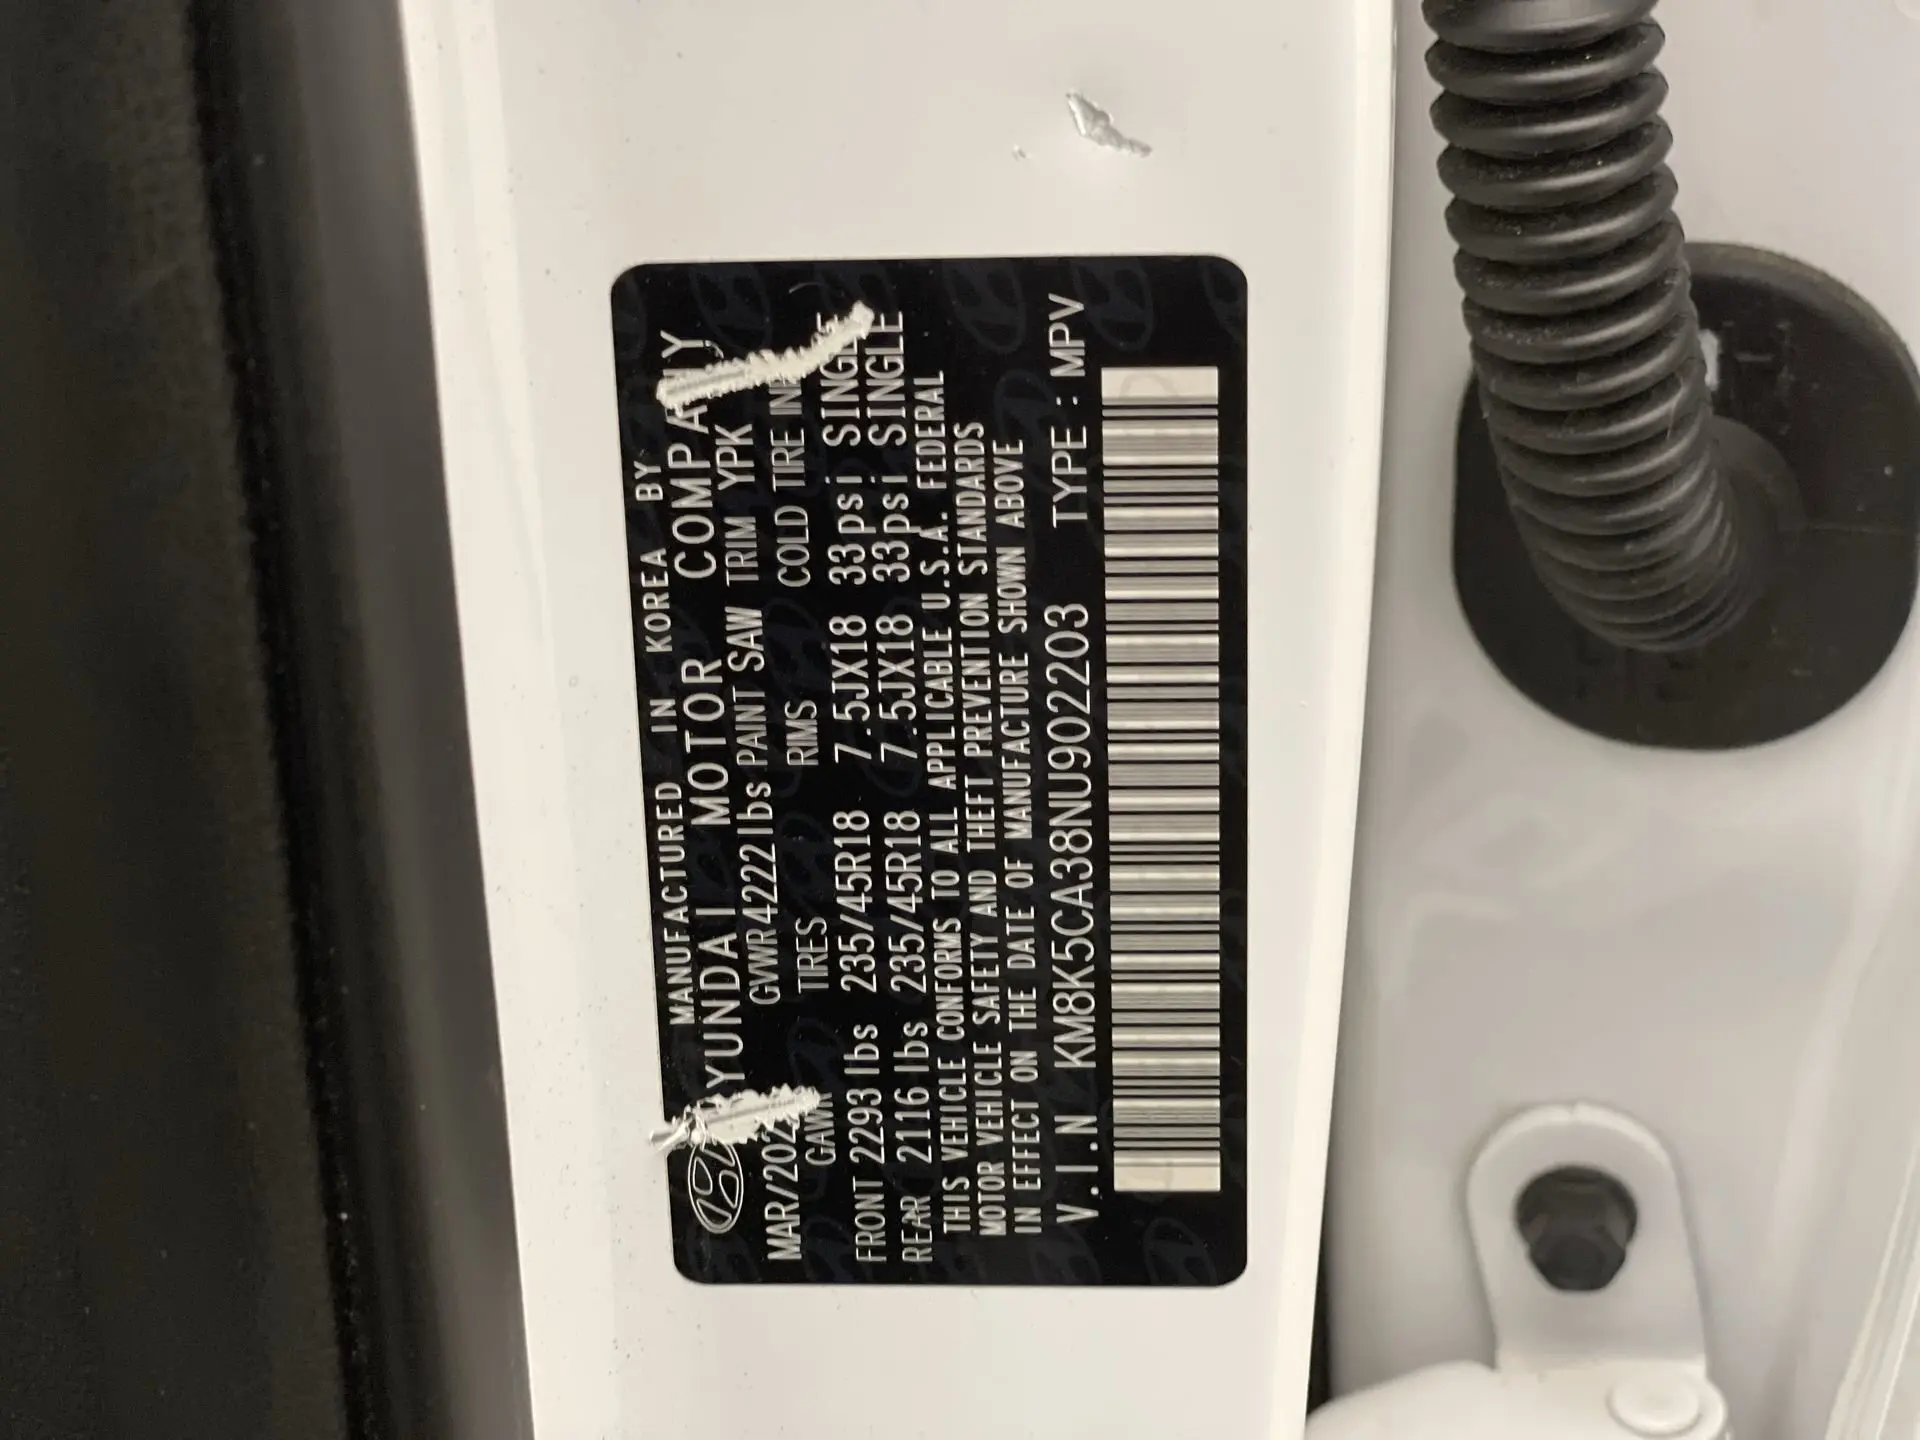 MANUFACTURED IN KOREA BY
HYUNDAI MOTOR COMPANY
MAR/202 GVWR 4222 lbs PAINT SAW TRIM YPK
TIRES RIMS COLD TIRE
FRONT 2293 lbs 235/45R18 7.5JX18 33psi SINGLE
REAR 2116 lbs 235/45R18 7.5JX18 33psi SINGLE
THIS VEHICLE CONFORMS TO ALL APPLICABLE U.S.A. FEDERAL
MOTOR VEHICLE SAFETY AND THEFT PREVENTION STANDARDS
IN EFFECT ON THE DATE OF MANUFACTURE SHOWN ABOVE
V.I.N KM8K5CA38NU902203 TYPE : MPV